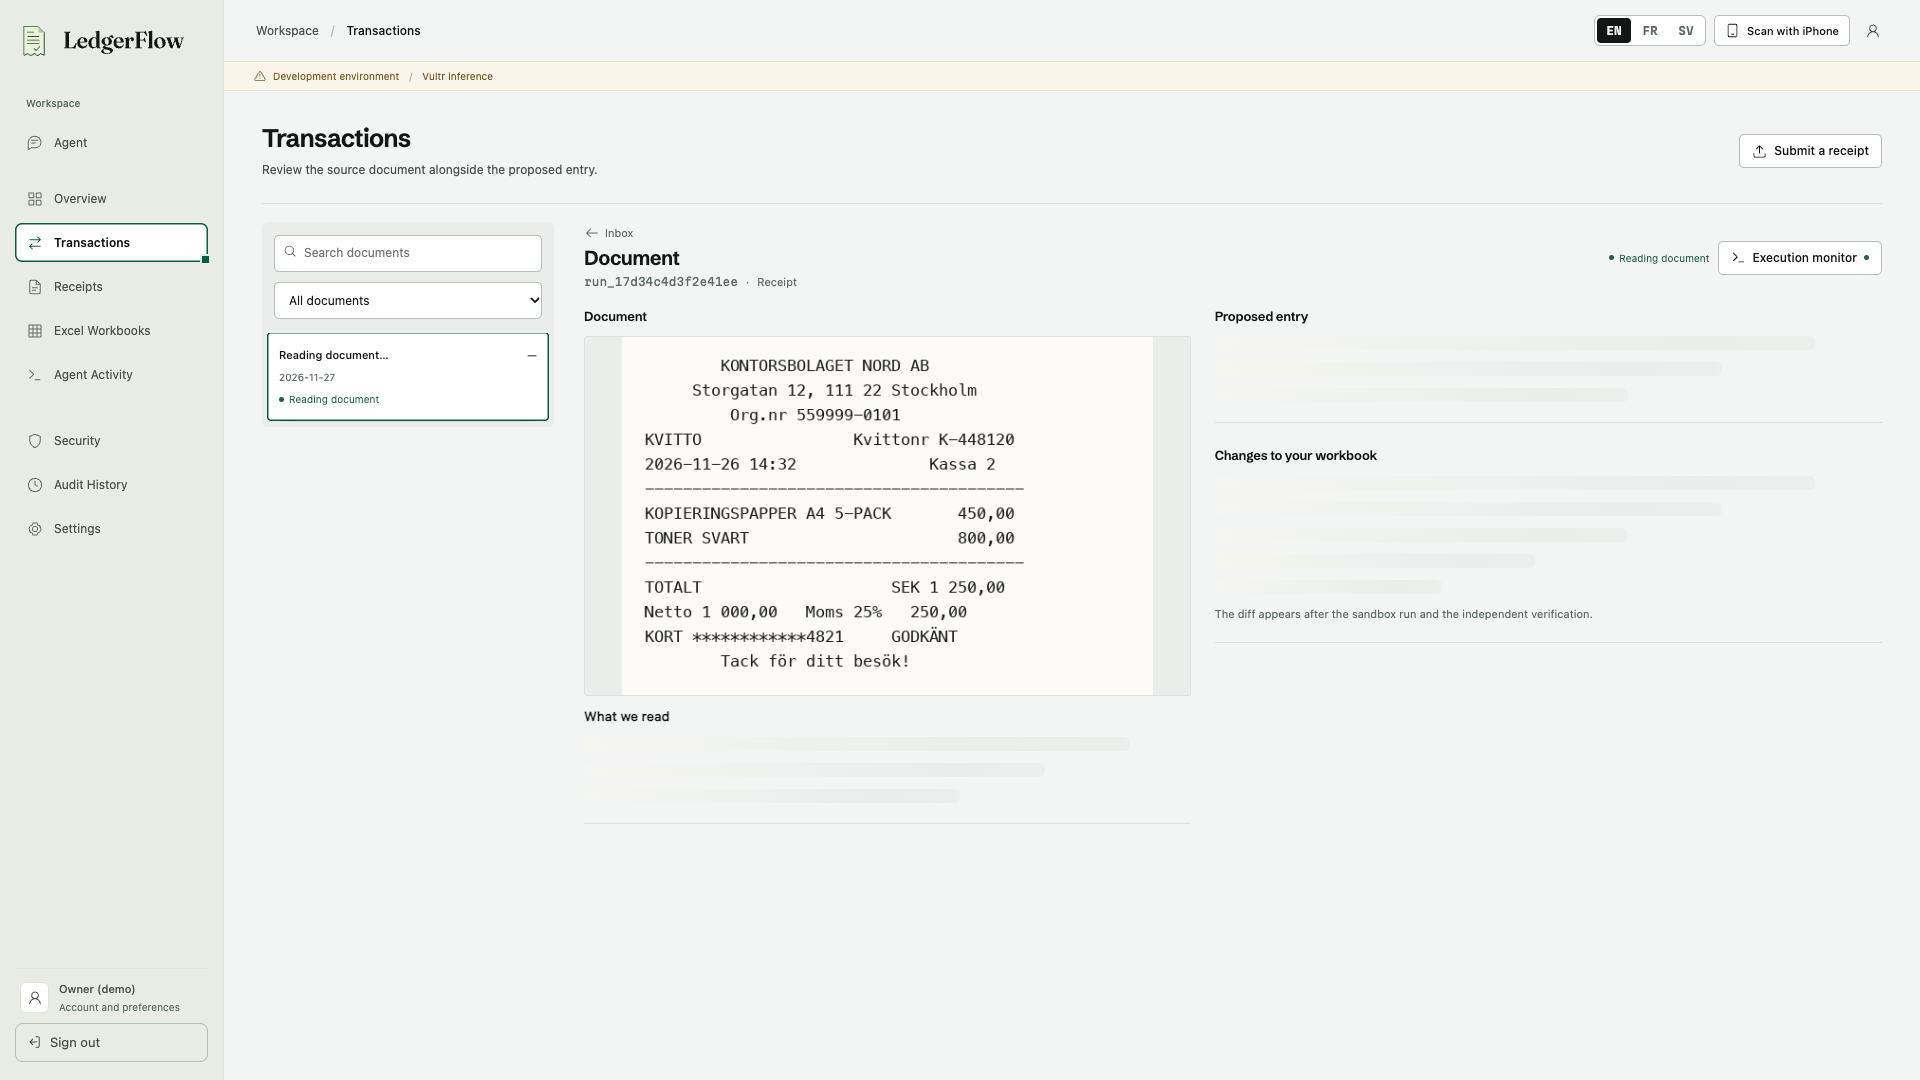 LedgerFlow
Workspace
Agent
Overview
Transactions
Receipts
Excel Workbooks
Agent Activity
Security
Audit History
Settings
Owner (demo)
Account and preferences
Sign out
Workspace / Transactions
EN FR SV
Scan with iPhone
Development environment / Vultr inference
Transactions
Review the source document alongside the proposed entry.
Submit a receipt
Search documents
All documents
Reading document... –
2026-11-27
Reading document
Inbox
Document
run_17d34c4d3f2e41ee · Receipt
Reading document
Execution monitor
Document
KONTORSBOLAGET NORD AB
Storgatan 12, 111 22 Stockholm
Org.nr 559999-0101
KVITTO Kvittonr K-448120
2026-11-26 14:32 Kassa 2
----------------------------------------
KOPIERINGSPAPPER A4 5-PACK 450,00
TONER SVART 800,00
----------------------------------------
TOTALT SEK 1 250,00
Netto 1 000,00 Moms 25% 250,00
KORT ************4821 GODKÄNT
Tack för ditt besök!
What we read
Proposed entry
Changes to your workbook
The diff appears after the sandbox run and the independent verification.